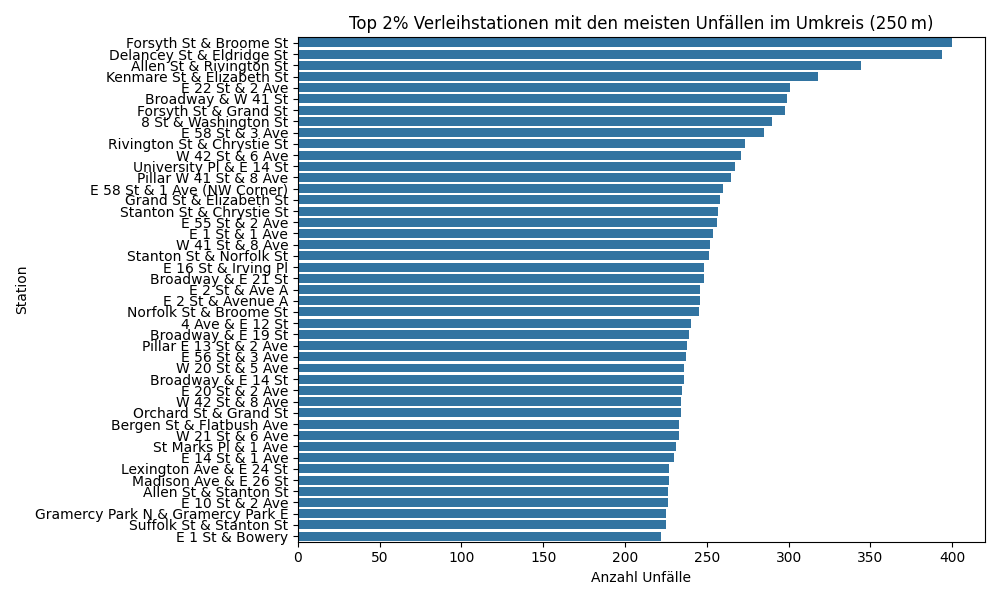 Top 2% Verleihstationen mit den meisten Unfällen im Umkreis (250 m)
Station
Forsyth St & Broome St
Delancey St & Eldridge St
Allen St & Rivington St
Kenmare St & Elizabeth St
E 22 St & 2 Ave
Broadway & W 41 St
Forsyth St & Grand St
8 St & Washington St
E 58 St & 3 Ave
Rivington St & Chrystie St
W 42 St & 6 Ave
University Pl & E 14 St
Pillar W 41 St & 8 Ave
E 58 St & 1 Ave (NW Corner)
Grand St & Elizabeth St
Stanton St & Chrystie St
E 55 St & 2 Ave
E 1 St & 1 Ave
W 41 St & 8 Ave
Stanton St & Norfolk St
E 16 St & Irving Pl
Broadway & E 21 St
E 2 St & Ave A
E 2 St & Avenue A
Norfolk St & Broome St
4 Ave & E 12 St
Broadway & E 19 St
Pillar E 13 St & 2 Ave
E 56 St & 3 Ave
W 20 St & 5 Ave
Broadway & E 14 St
E 20 St & 2 Ave
W 42 St & 8 Ave
Orchard St & Grand St
Bergen St & Flatbush Ave
W 21 St & 6 Ave
St Marks Pl & 1 Ave
E 14 St & 1 Ave
Lexington Ave & E 24 St
Madison Ave & E 26 St
Allen St & Stanton St
E 10 St & 2 Ave
Gramercy Park N & Gramercy Park E
Suffolk St & Stanton St
E 1 St & Bowery
0 50 100 150 200 250 300 350 400
Anzahl Unfälle